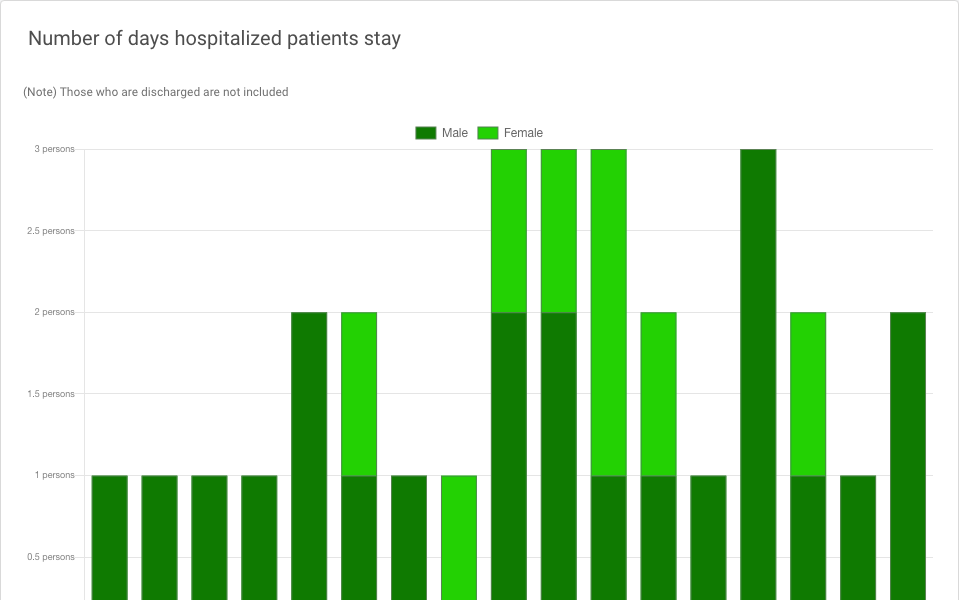 Number of days hospitalized patients stay
(Note) Those who are discharged are not included
Male Female
3 persons
2.5 persons
2 persons
1.5 persons
1 persons
0.5 persons